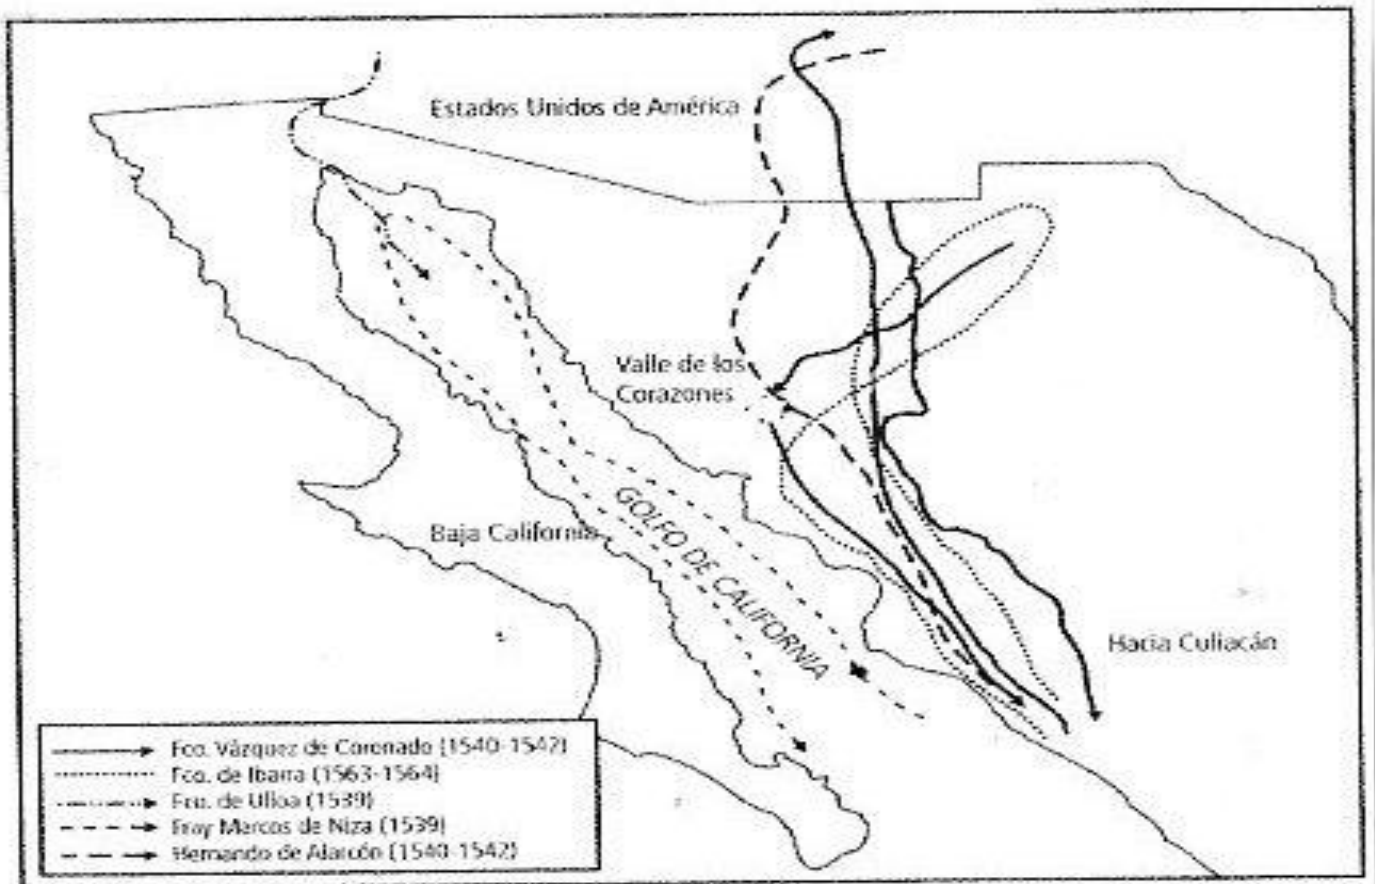 Estados Unidos de América
Valle de los
Corazones
GOLFO DE CALIFORNIA
Baja California
Hacia Culiacán
Fco. Vázquez de Coronado (1540-1542)
Fco. de Ibarra (1563-1564)
Fco. de Ulloa (1539)
Fray Marcos de Niza (1539)
Hernando de Alarcón (1540-1542)